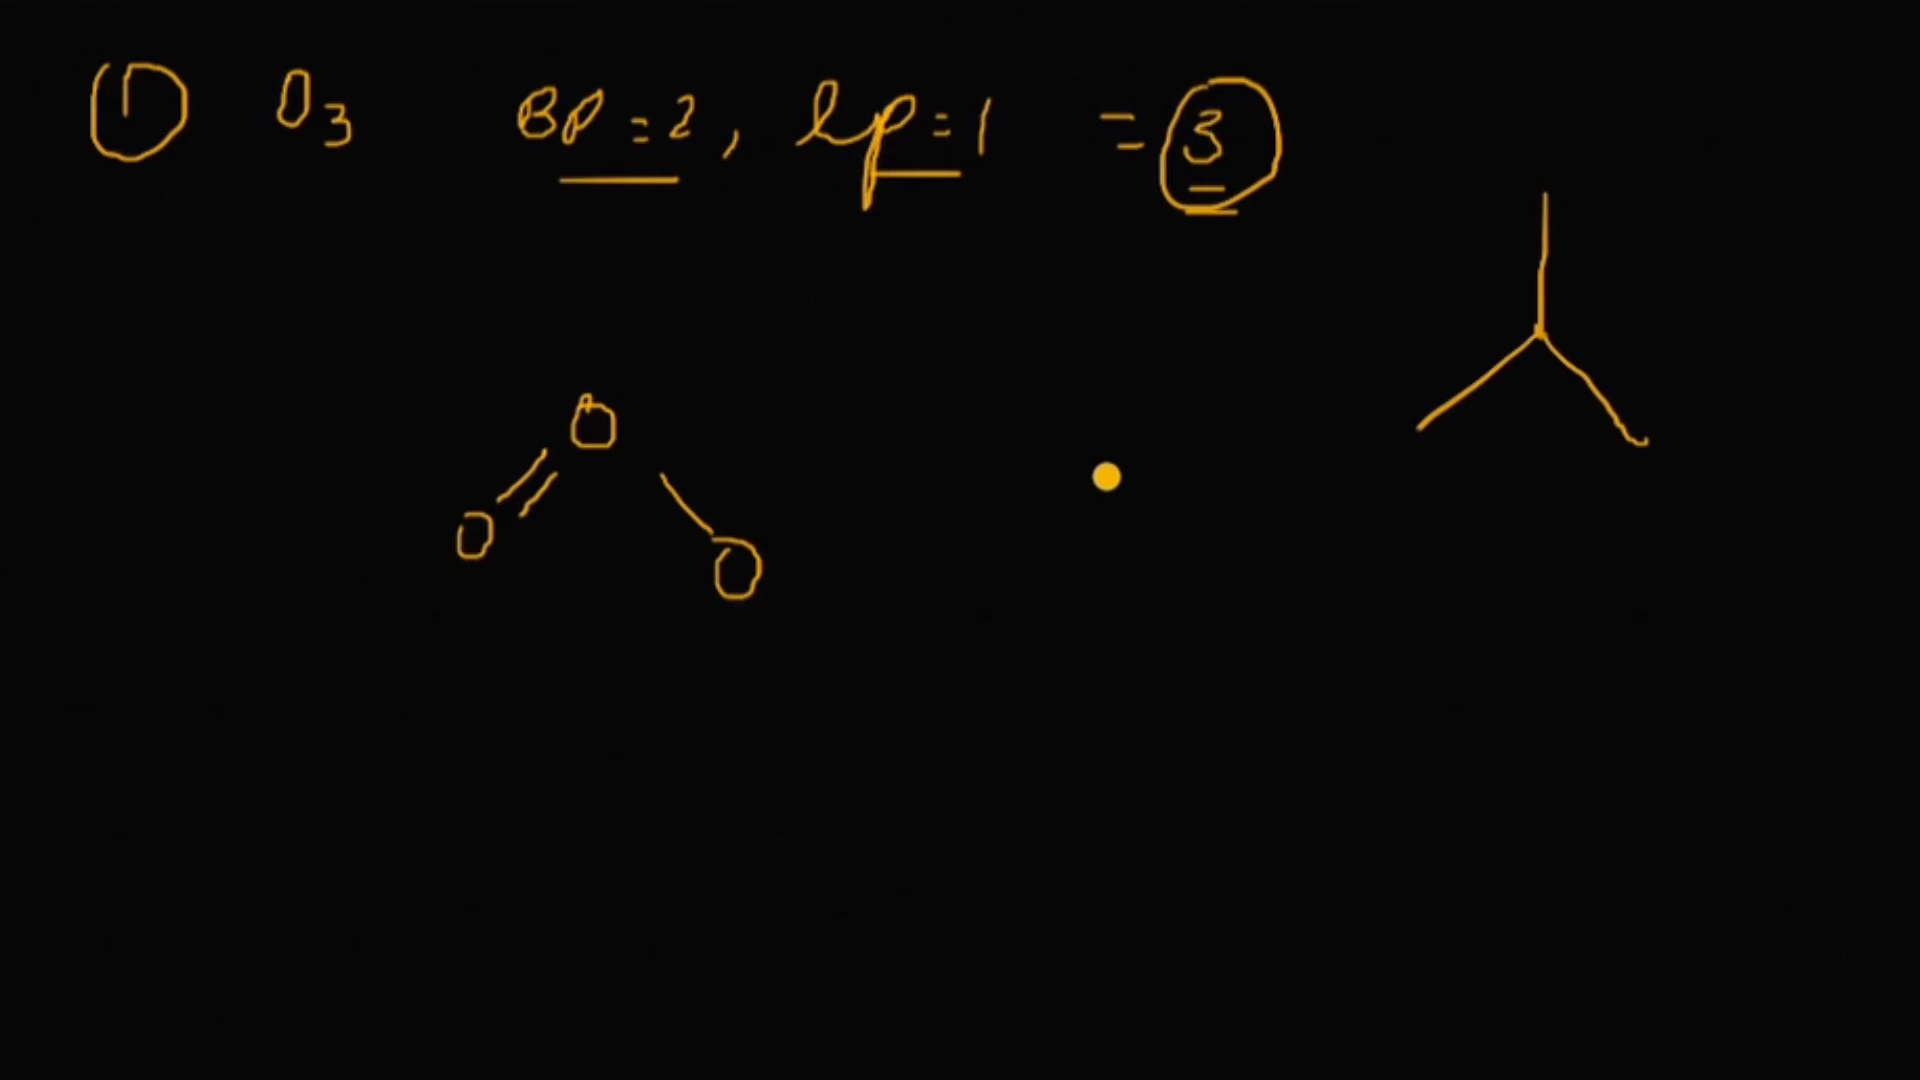 ① O₃ BP = 2, lp = 1 = 3
O
O
O